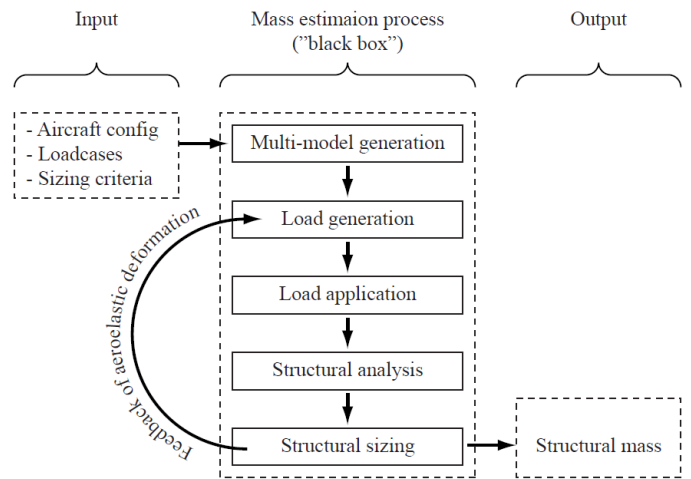 Input
Mass estimaion process
("black box")
Output
- Aircraft config
- Loadcases
- Sizing criteria
Multi-model generation
Load generation
Load application
Structural analysis
Structural sizing
Feedback of aeroelastic deformation
Structural mass